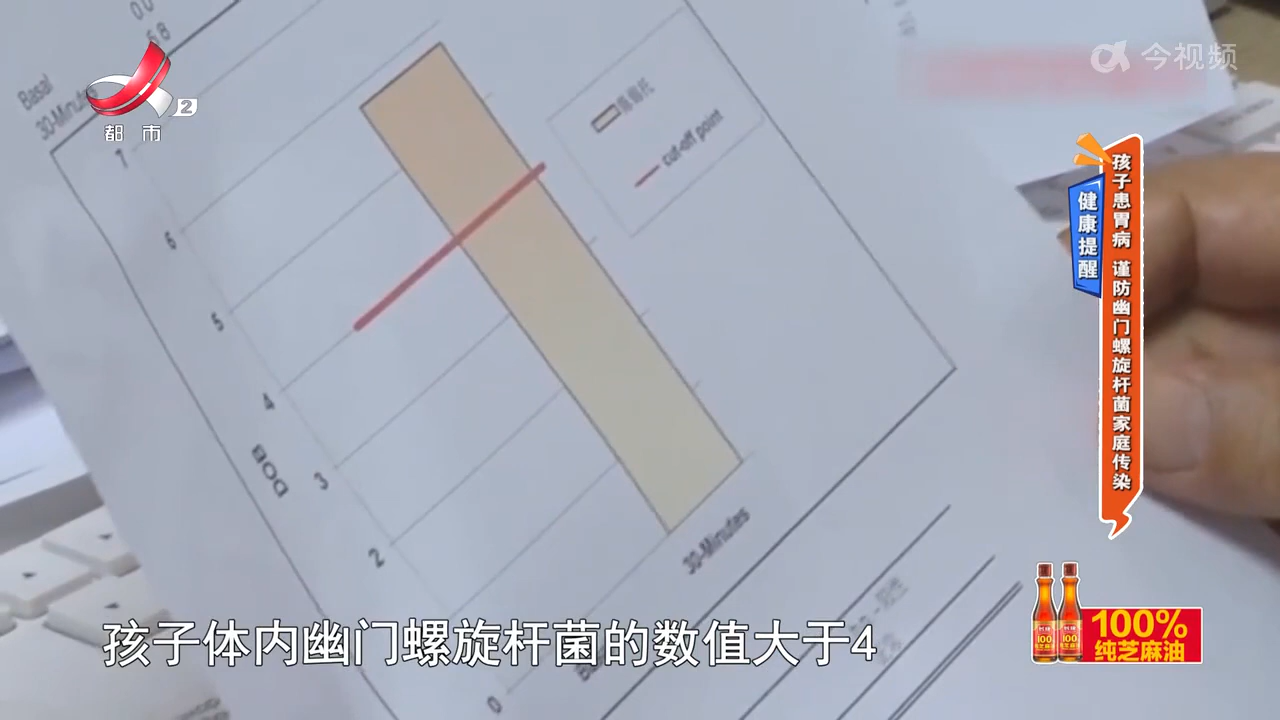 Basal
30-Minutes
都市
2
今视频
7
6
5
4
3
2
0
DOB
cut-off point
30-Minutes
健康提醒
孩子患胃病 谨防幽门螺旋杆菌家庭传染
孩子体内幽门螺旋杆菌的数值大于4
100%
纯芝麻油